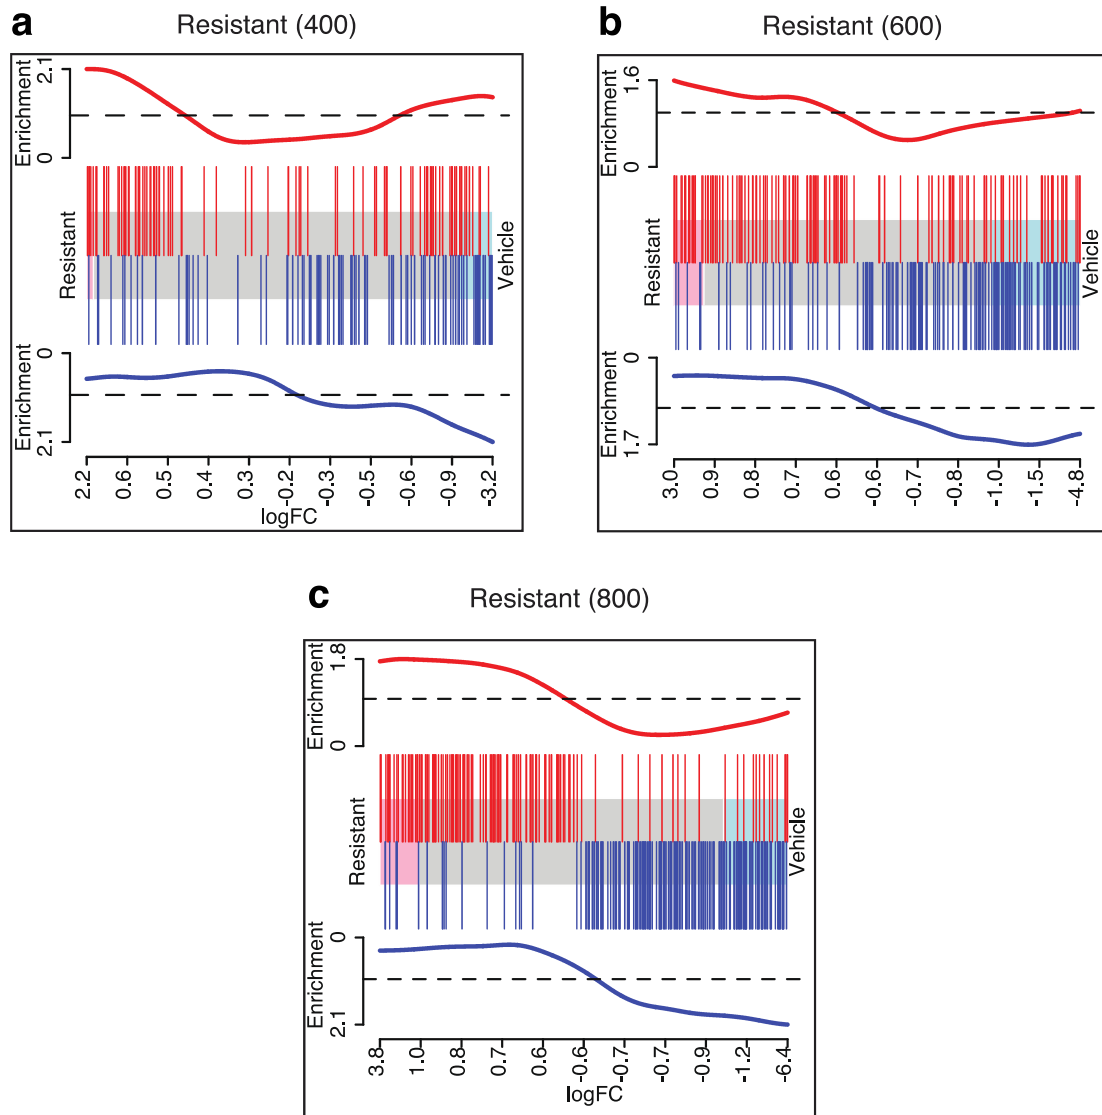 a
Resistant (400)
Enrichment
0 2.1
Resistant
Vehicle
Enrichment
2.1 0
2.2 0.6 0.5 0.4 0.3 -0.2 -0.3 -0.5 -0.6 -0.9 -3.2
logFC
b
Resistant (600)
Enrichment
0 1.6
Resistant
Vehicle
Enrichment
1.7 0
3.0 0.9 0.8 0.7 0.6 -0.6 -0.7 -0.8 -1.0 -1.5 -4.8
c
Resistant (800)
Enrichment
0 1.8
Resistant
Vehicle
Enrichment
2.1 0
3.8 1.0 0.8 0.7 0.6 -0.6 -0.7 -0.7 -0.9 -1.2 -6.4
logFC